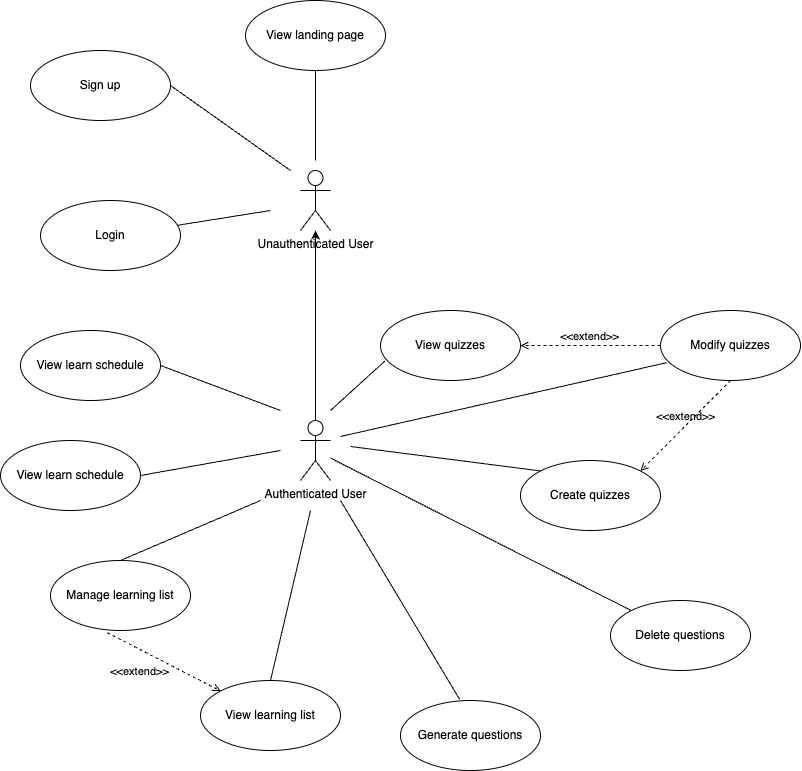 View landing page
Sign up
Login
Unauthenticated User
View learn schedule
View quizzes
<<extend>>
Modify quizzes
<<extend>>
View learn schedule
Authenticated User
Create quizzes
Manage learning list
Delete questions
<<extend>>
View learning list
Generate questions